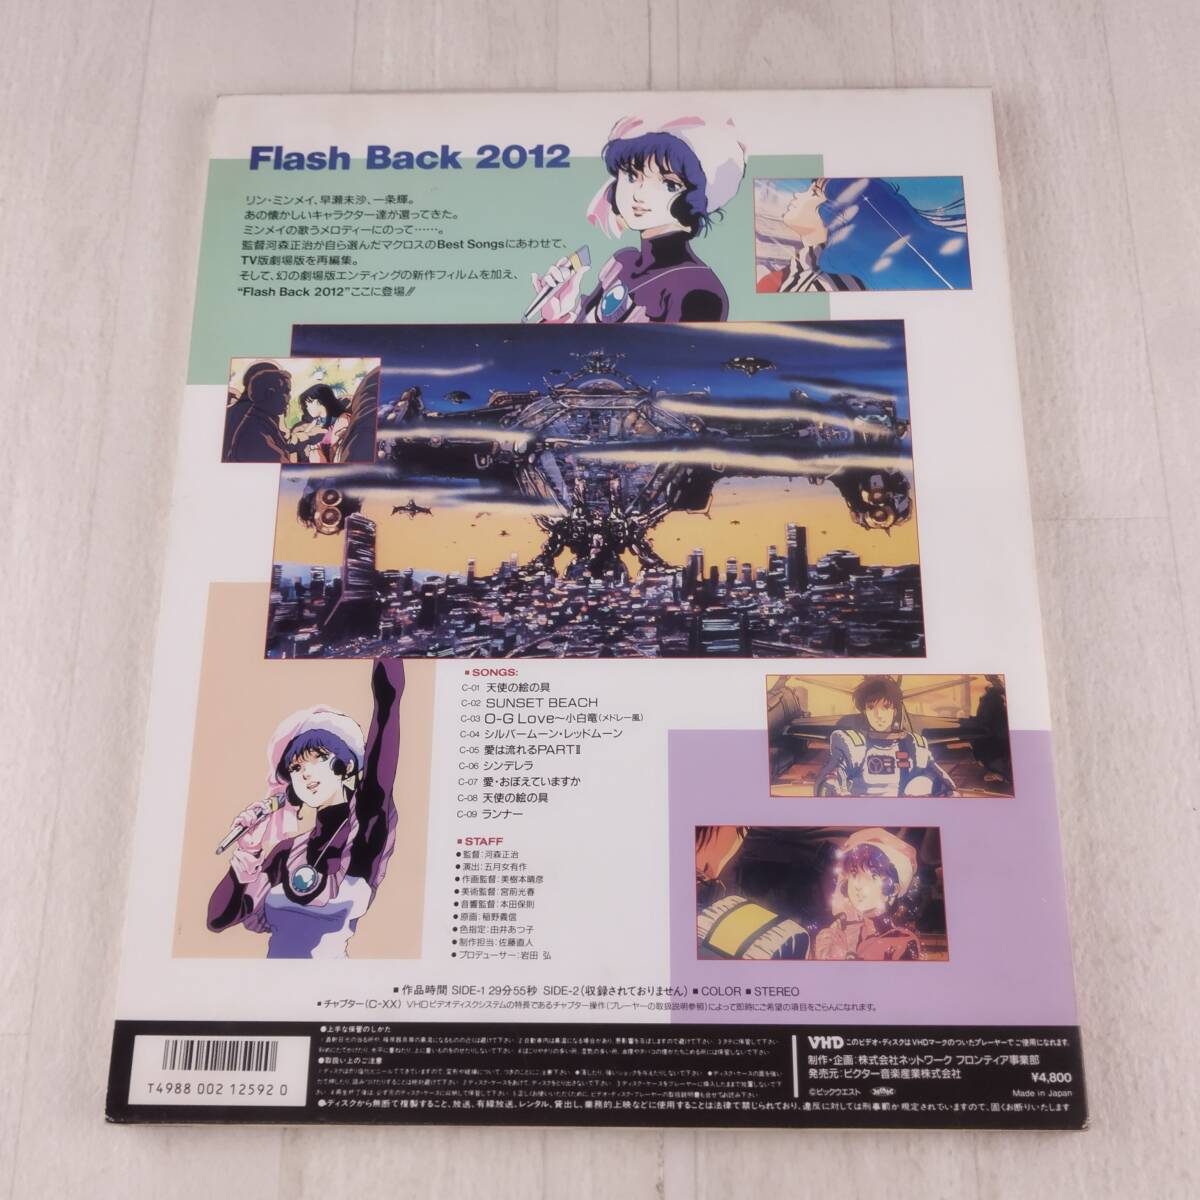 Flash Back 2012
リン・ミンメイ、早瀬未沙、一条輝。
あの懐かしいキャラクター達が還ってきた。
ミンメイの歌うメロディーにのって……。
監督河森正治が自ら選んだマクロスのBest Songsにあわせて、
TV版劇場版を再編集。
そして、幻の劇場版エンディングの新作フィルムを加え、
“Flash Back 2012”ここに登場!!
■SONGS:
C-01 天使の絵の具
C-02 SUNSET BEACH
C-03 O-G Love〜小白竜(メドレー風)
C-04 シルバームーン・レッドムーン
C-05 愛は流れるPARTⅡ
C-06 シンデレラ
C-07 愛・おぼえていますか
C-08 天使の絵の具
C-09 ランナー
■STAFF
●監督:河森正治
●演出:五月女有作
●作画監督:美樹本晴彦
●美術監督:宮前光春
●音響監督:本田保則
●原画:稲野義信
●色指定:由井あつ子
●制作担当:佐藤直人
●プロデューサー:岩田 弘
■作品時間 SIDE-1 29分55秒 SIDE-2(収録されておりません) ■COLOR ■STEREO
■チャプター(C-XX) VHDビデオディスクシステムの特長であるチャプター操作(プレーヤーの取扱説明書参照)によって即時にご希望の項目をごらんになれます。
T4988 002 12592 0
●上手な保管のしかた
●取扱い上のご注意
●ディスクから無断で複製すること、放送、有線放送、レンタル、貸出し、業務的上映などに使用することは法律で禁じられており、違反に対しては刑事罰が規定されていますので、固くお断りいたします
VHD このビデオ・ディスクはVHDマークのついたプレーヤーでご使用になれます。
制作・企画:株式会社ネットワーク フロンティア事業部
発売元:ビクター音楽産業株式会社
¥4,800
©ビックウエスト
Made in Japan